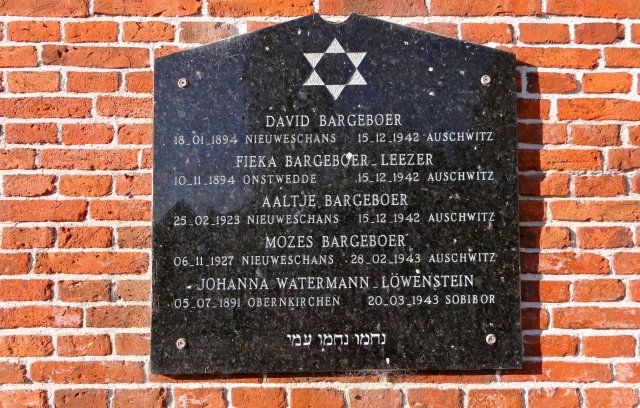 DAVID BARGEBOER
18_01_1894 NIEUWESCHANS 15_12_1942 AUSCHWITZ
FIEKA BARGEBOER_LEEZER
10_11_1894 ONSTWEDDE 15_12_1942 AUSCHWITZ
AALTJE BARGEBOER
25_02_1923 NIEUWESCHANS 15_12_1942 AUSCHWITZ
MOZES BARGEBOER
06_11_1927 NIEUWESCHANS _ 28_02_1943 AUSCHWITZ
JOHANNA WATERMANN_LÖWENSTEIN
05_07_1891 OBERNKIRCHEN 20_03_1943 SOBIBOR
נחמו נחמו עמי